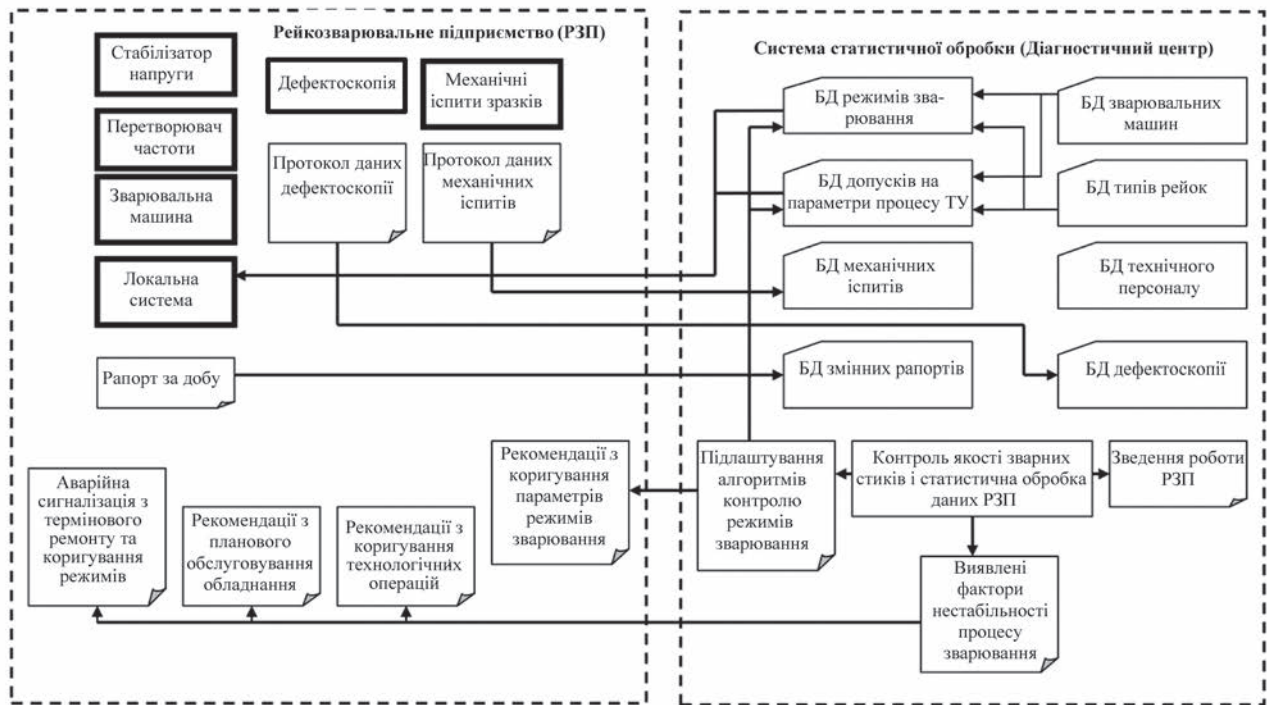 Рейкозварювальне підприємство (РЗП)
Стабілізатор
напруги
Дефектоскопія
Механічні
іспити зразків
Перетворювач
частоти
Протокол даних
дефектоскопії
Протокол даних
механічних
іспитів
Зварювальна
машина
Локальна
система
Рапорт за добу
Рекомендації з
коригування
параметрів
режимів
зварювання
Аварійна
сигналізація з
термінового
ремонту та
коригування
режимів
Рекомендації з
планового
обслуговування
обладнання
Рекомендації з
коригування
технологічних
операцій
Система статистичної обробки (Діагностичний центр)
БД режимів зва-
рювання
БД зварювальних
машин
БД допусків на
параметри процесу ТУ
БД типів рейок
БД механічних
іспитів
БД технічного
персоналу
БД змінних рапортів
БД дефектоскопії
Підлаштування
алгоритмів
контролю
режимів
зварювання
Контроль якості зварних
стиків і статистична обробка
даних РЗП
Зведення роботи
РЗП
Виявлені
фактори
нестабільності
процесу
зварювання